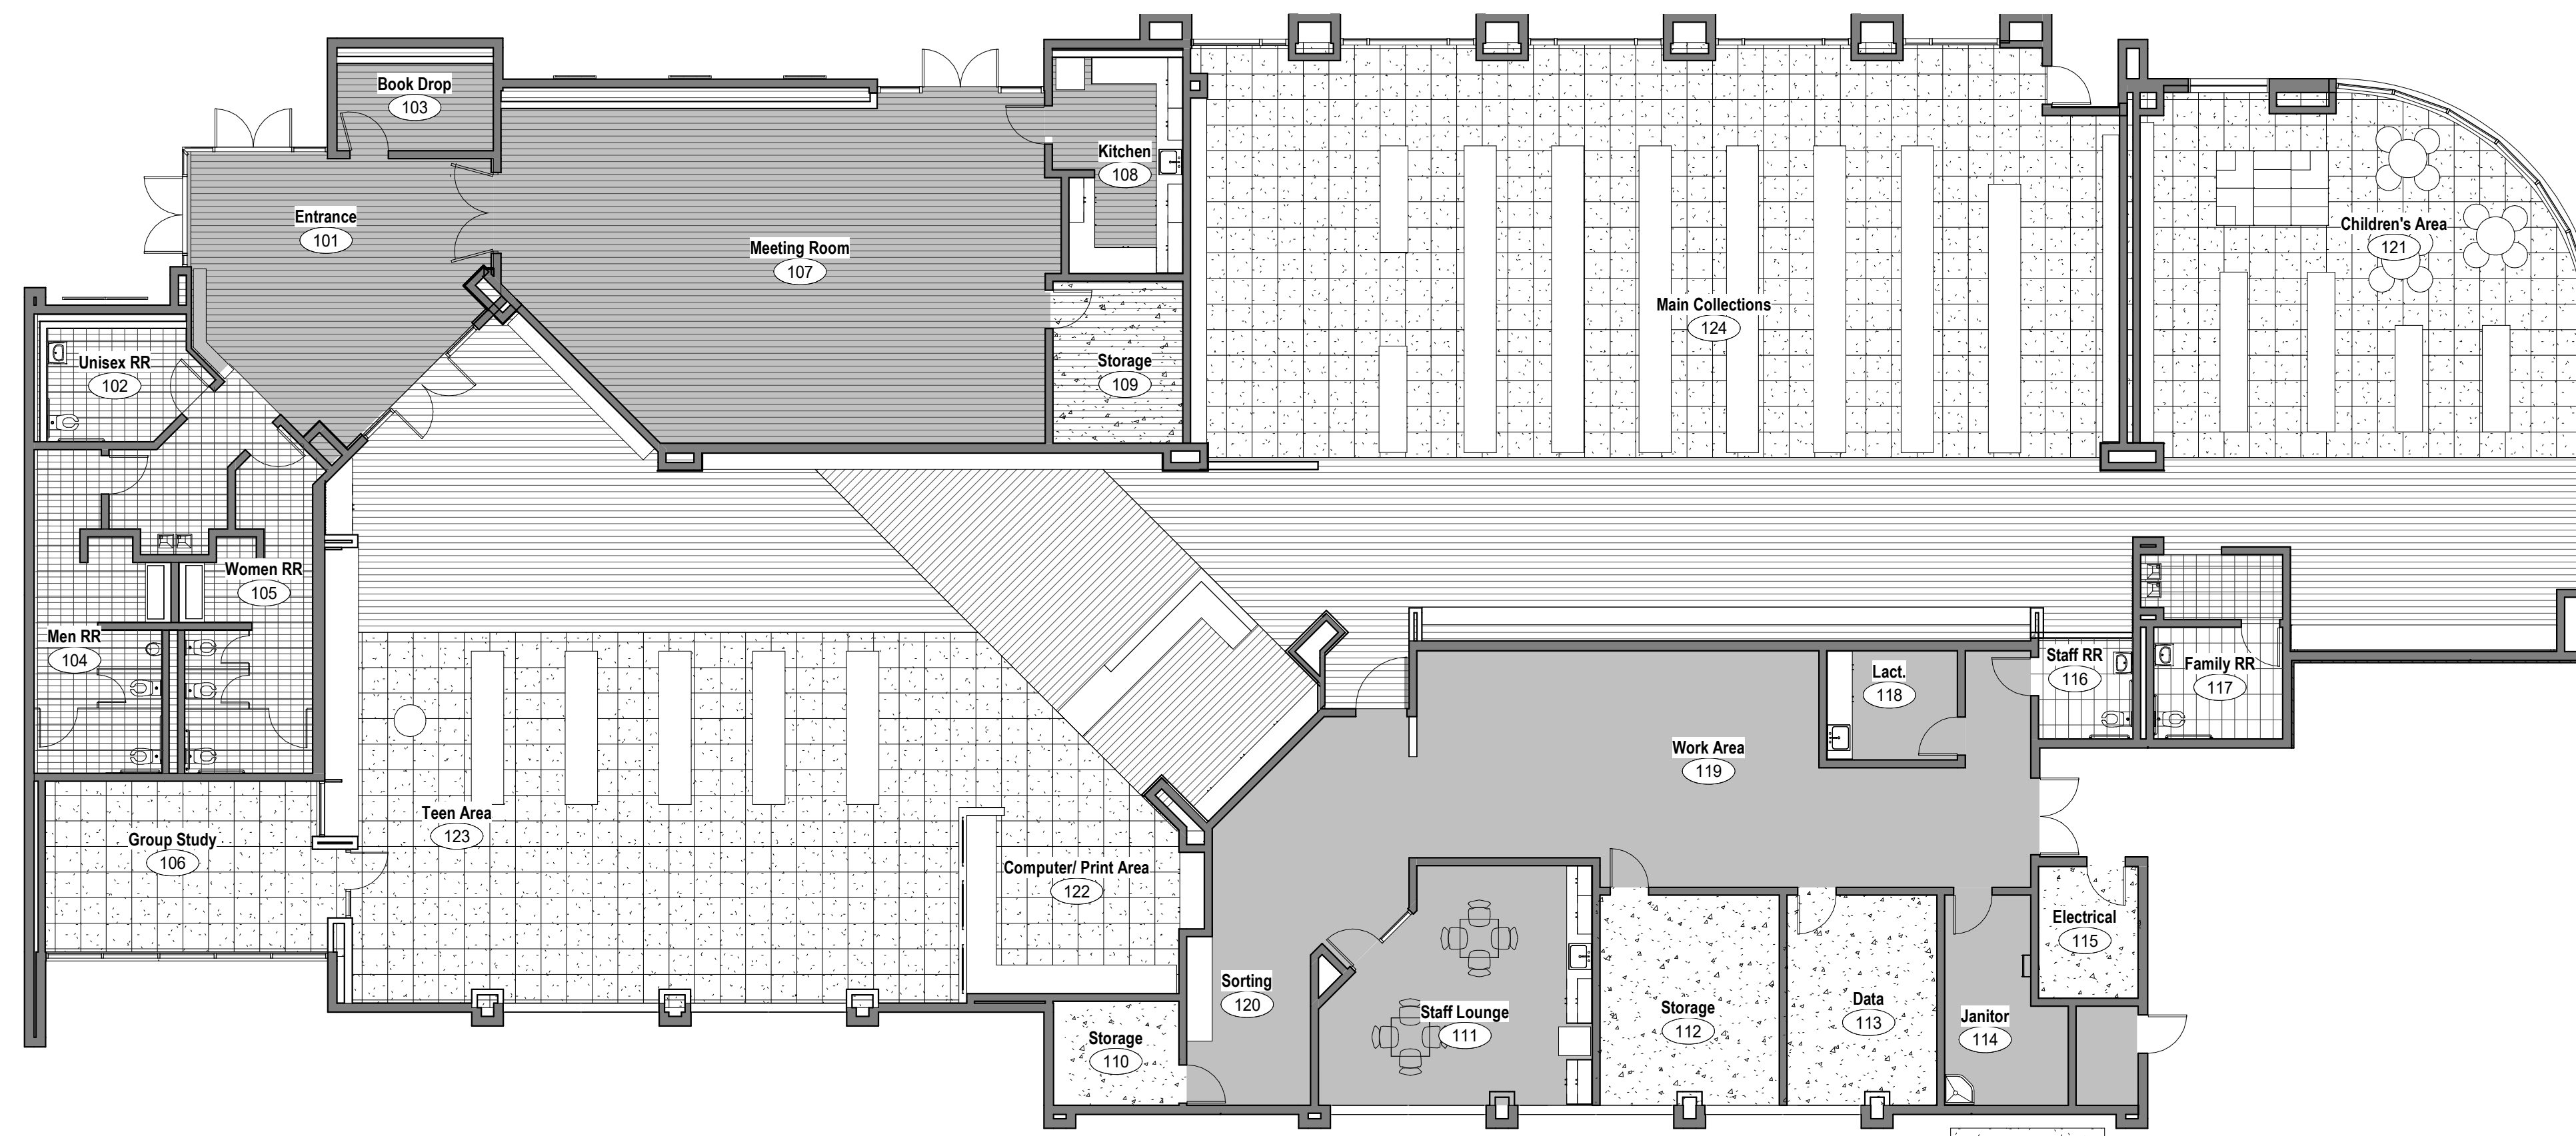 Book Drop
103
Entrance
101
Meeting Room
107
Kitchen
108
Main Collections
124
Children's Area
121
Unisex RR
102
Storage
109
Women RR
105
Men RR
104
Group Study
106
Teen Area
123
Computer/ Print Area
122
Lact.
118
Staff RR
116
Family RR
117
Work Area
119
Sorting
120
Storage
110
Staff Lounge
111
Storage
112
Data
113
Janitor
114
Electrical
115